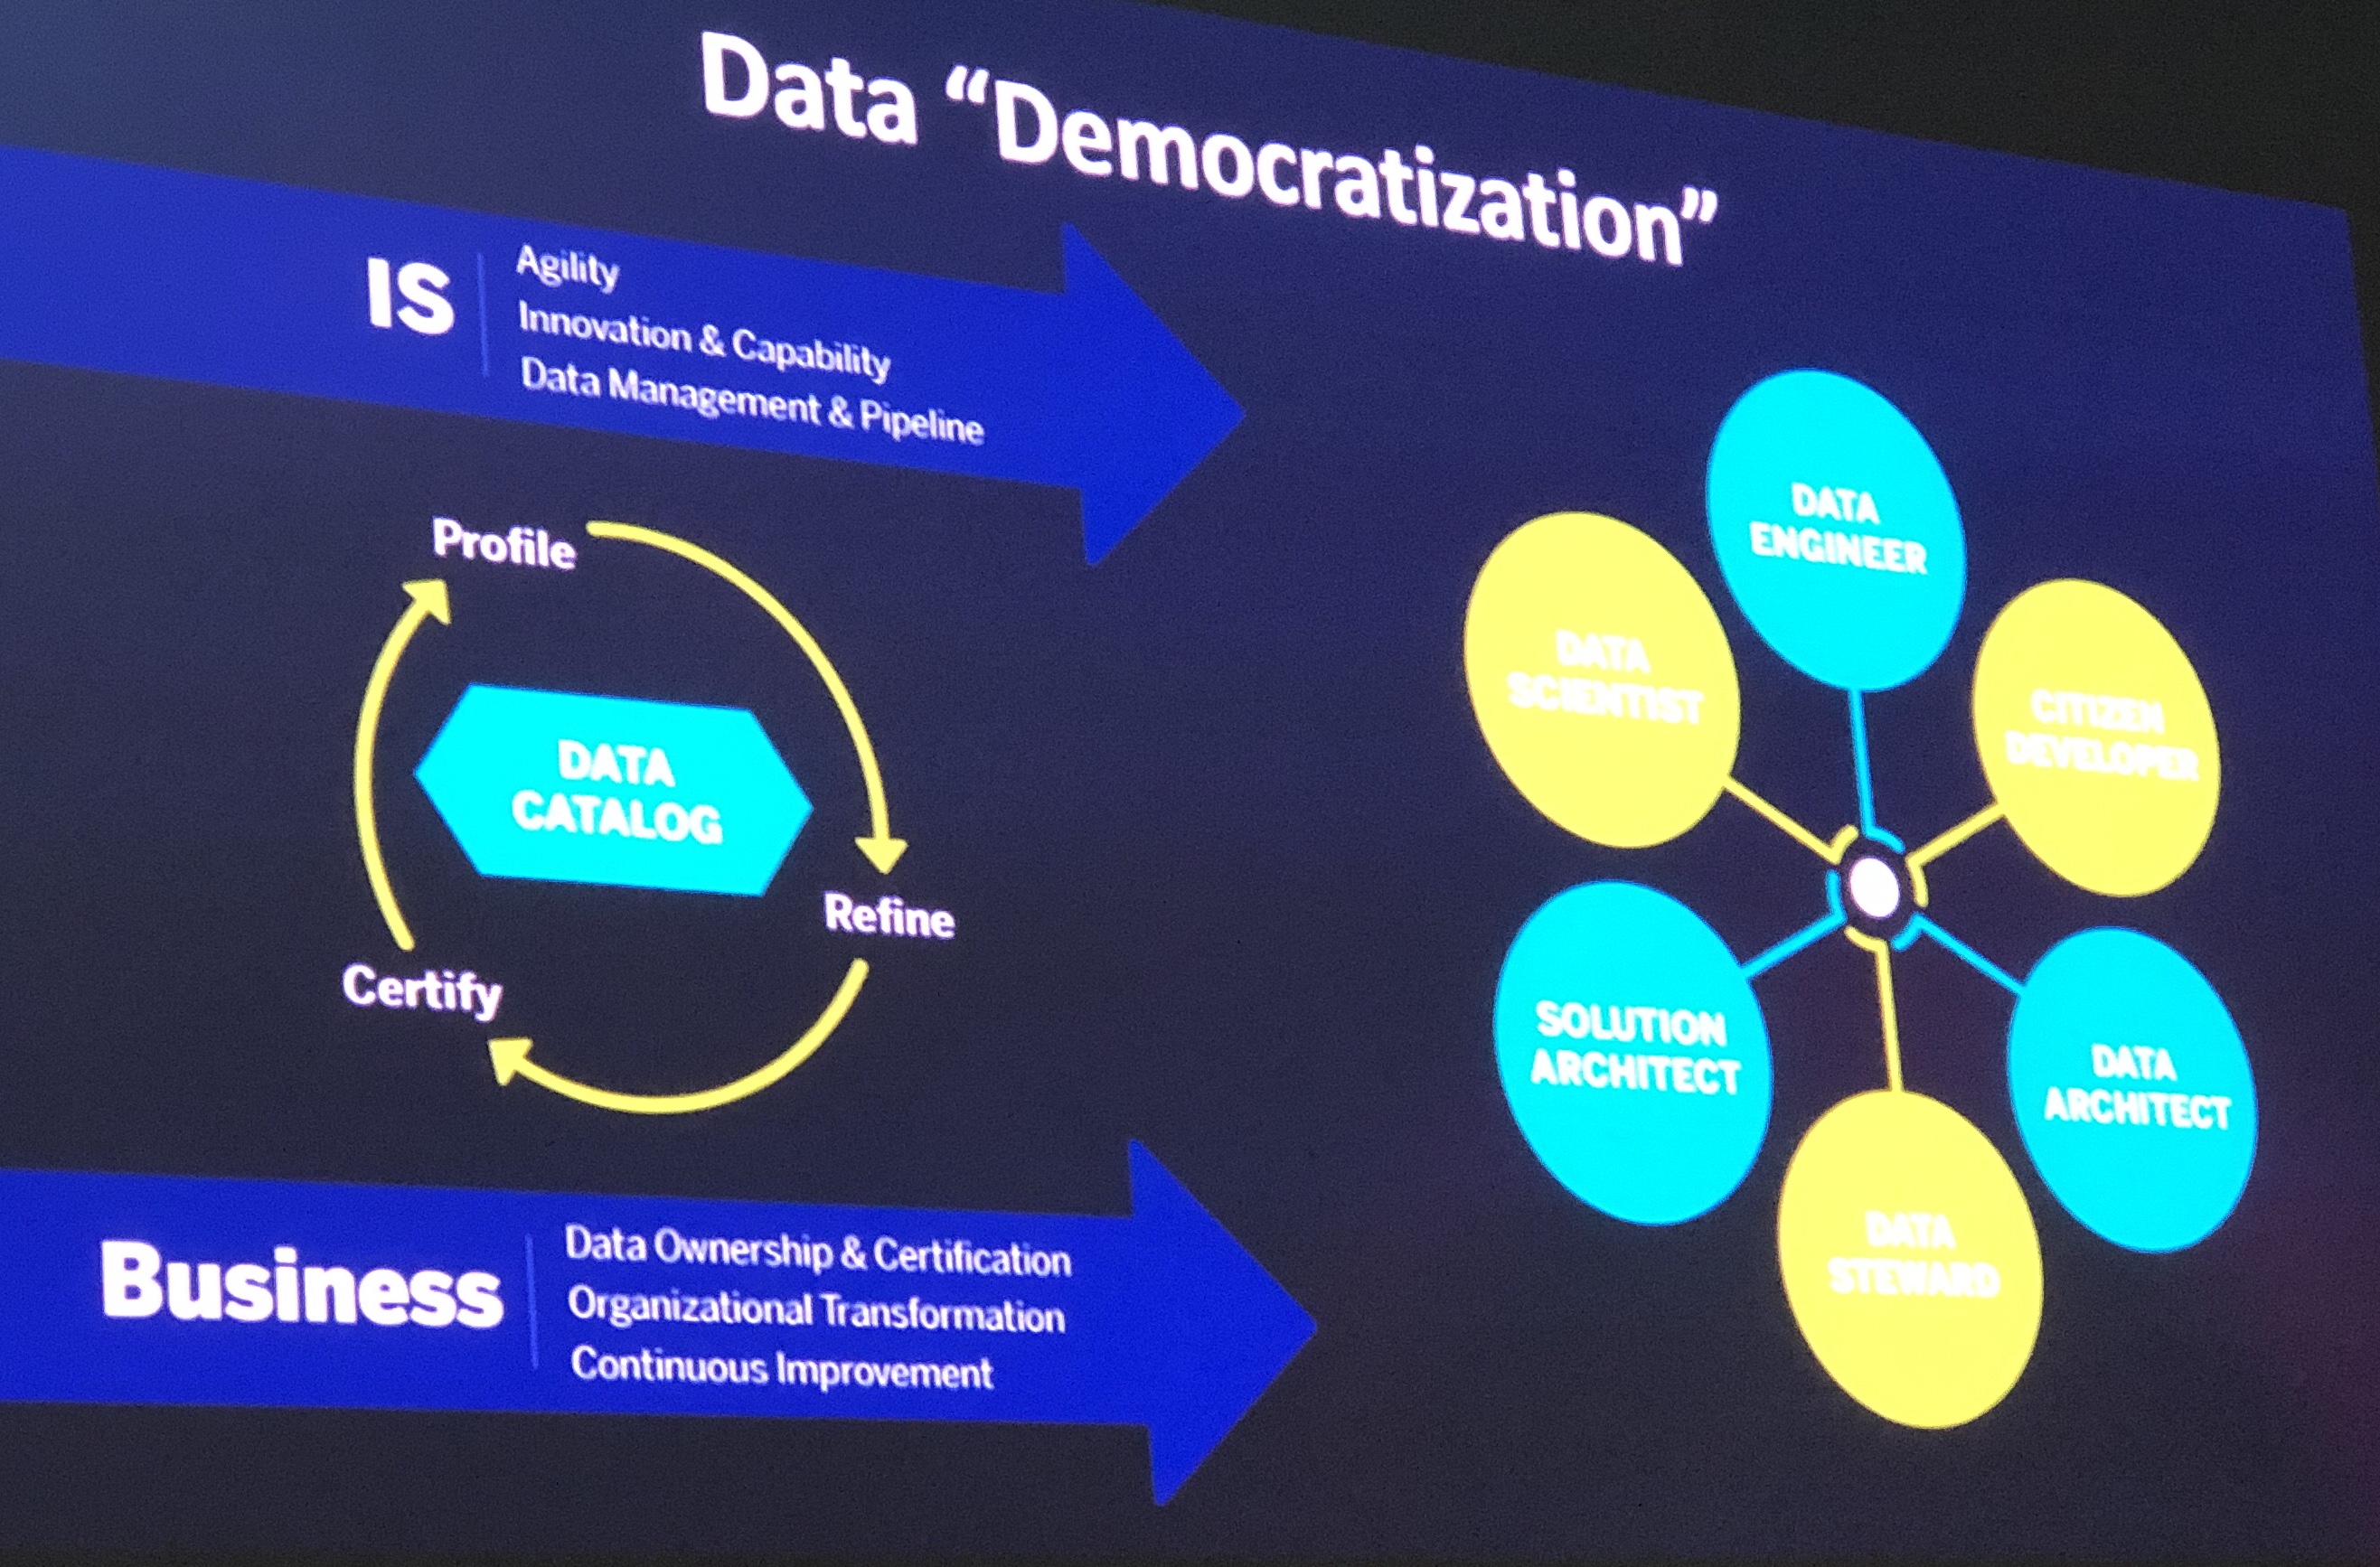 Data “Democratization”
IS
Agility
Innovation & Capability
Data Management & Pipeline
Profile
DATA
CATALOG
Refine
Certify
Business
Data Ownership & Certification
Organizational Transformation
Continuous Improvement
DATA
ENGINEER
DATA
SCIENTIST
CITIZEN
DEVELOPER
SOLUTION
ARCHITECT
DATA
ARCHITECT
DATA
STEWARD